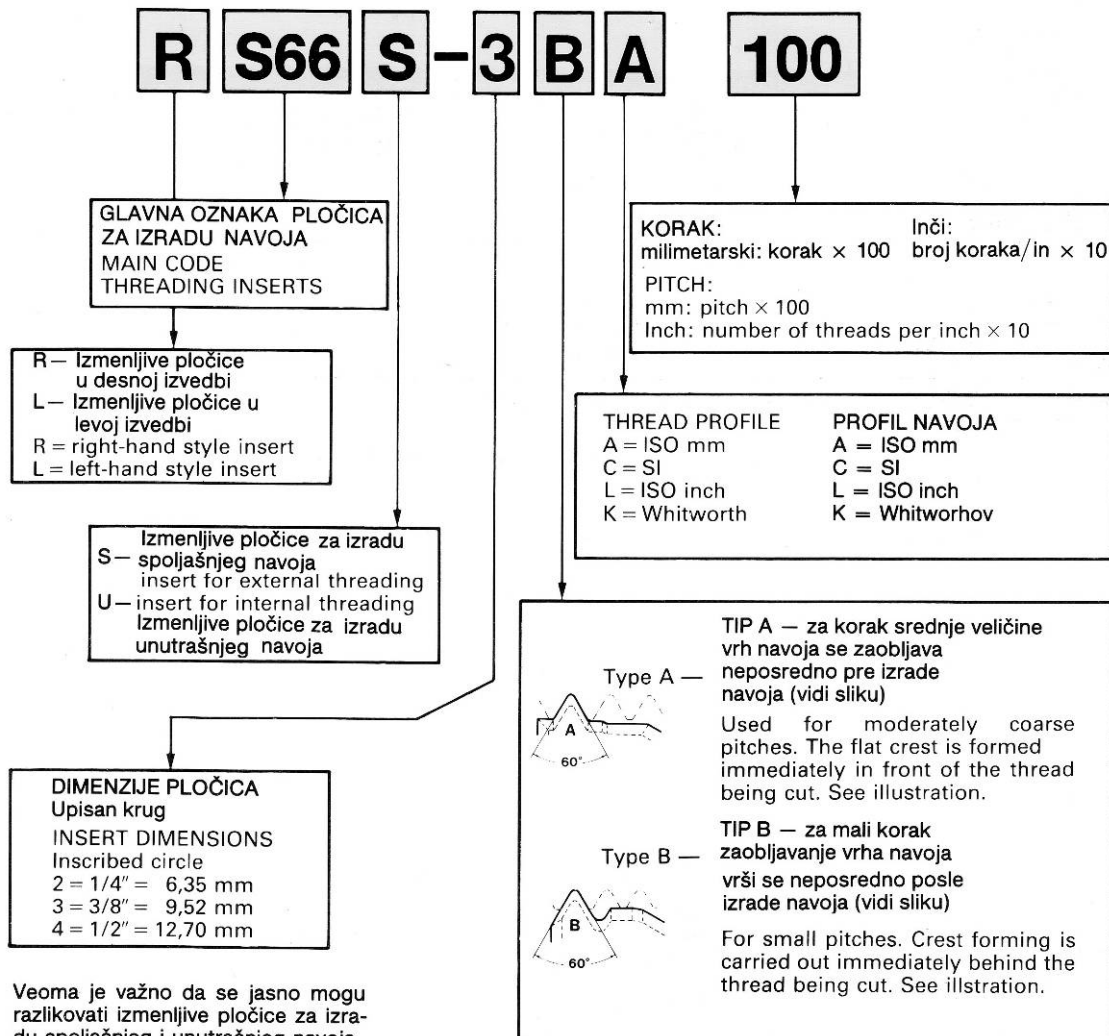 R S66 S-3 B A 100
GLAVNA OZNAKA PLOČICA
ZA IZRADU NAVOJA
MAIN CODE
THREADING INSERTS
KORAK:
milimetarski: korak × 100
Inči:
broj koraka/in × 10
PITCH:
mm: pitch × 100
Inch: number of threads per inch × 10
R— Izmenljive pločice
u desnoj izvedbi
L— Izmenljive pločice u
levoj izvedbi
R = right-hand style insert
L = left-hand style insert
THREAD PROFILE
A = ISO mm
C = SI
L = ISO inch
K = Whitworth
PROFIL NAVOJA
A = ISO mm
C = SI
L = ISO inch
K = Whitworhov
Izmenljive pločice za izradu
S— spoljašnjeg navoja
insert for external threading
U— insert for internal threading
Izmenljive pločice za izradu
unutrašnjeg navoja
TIP A — za korak srednje veličine
vrh navoja se zaobljava
Type A — neposredno pre izrade
navoja (vidi sliku)
A
60°
Used for moderately coarse
pitches. The flat crest is formed
immediately in front of the thread
being cut. See illustration.
TIP B — za mali korak
Type B — zaobljavanje vrha navoja
vrši se neposredno posle
izrade navoja (vidi sliku)
B
60°
For small pitches. Crest forming is
carried out immediately behind the
thread being cut. See illstration.
DIMENZIJE PLOČICA
Upisan krug
INSERT DIMENSIONS
Inscribed circle
2 = 1/4" = 6,35 mm
3 = 3/8" = 9,52 mm
4 = 1/2" = 12,70 mm
Veoma je važno da se jasno mogu
razlikovati izmenljive pločice za izra-
du spoljašnjeg i unutrašnjeg navoja